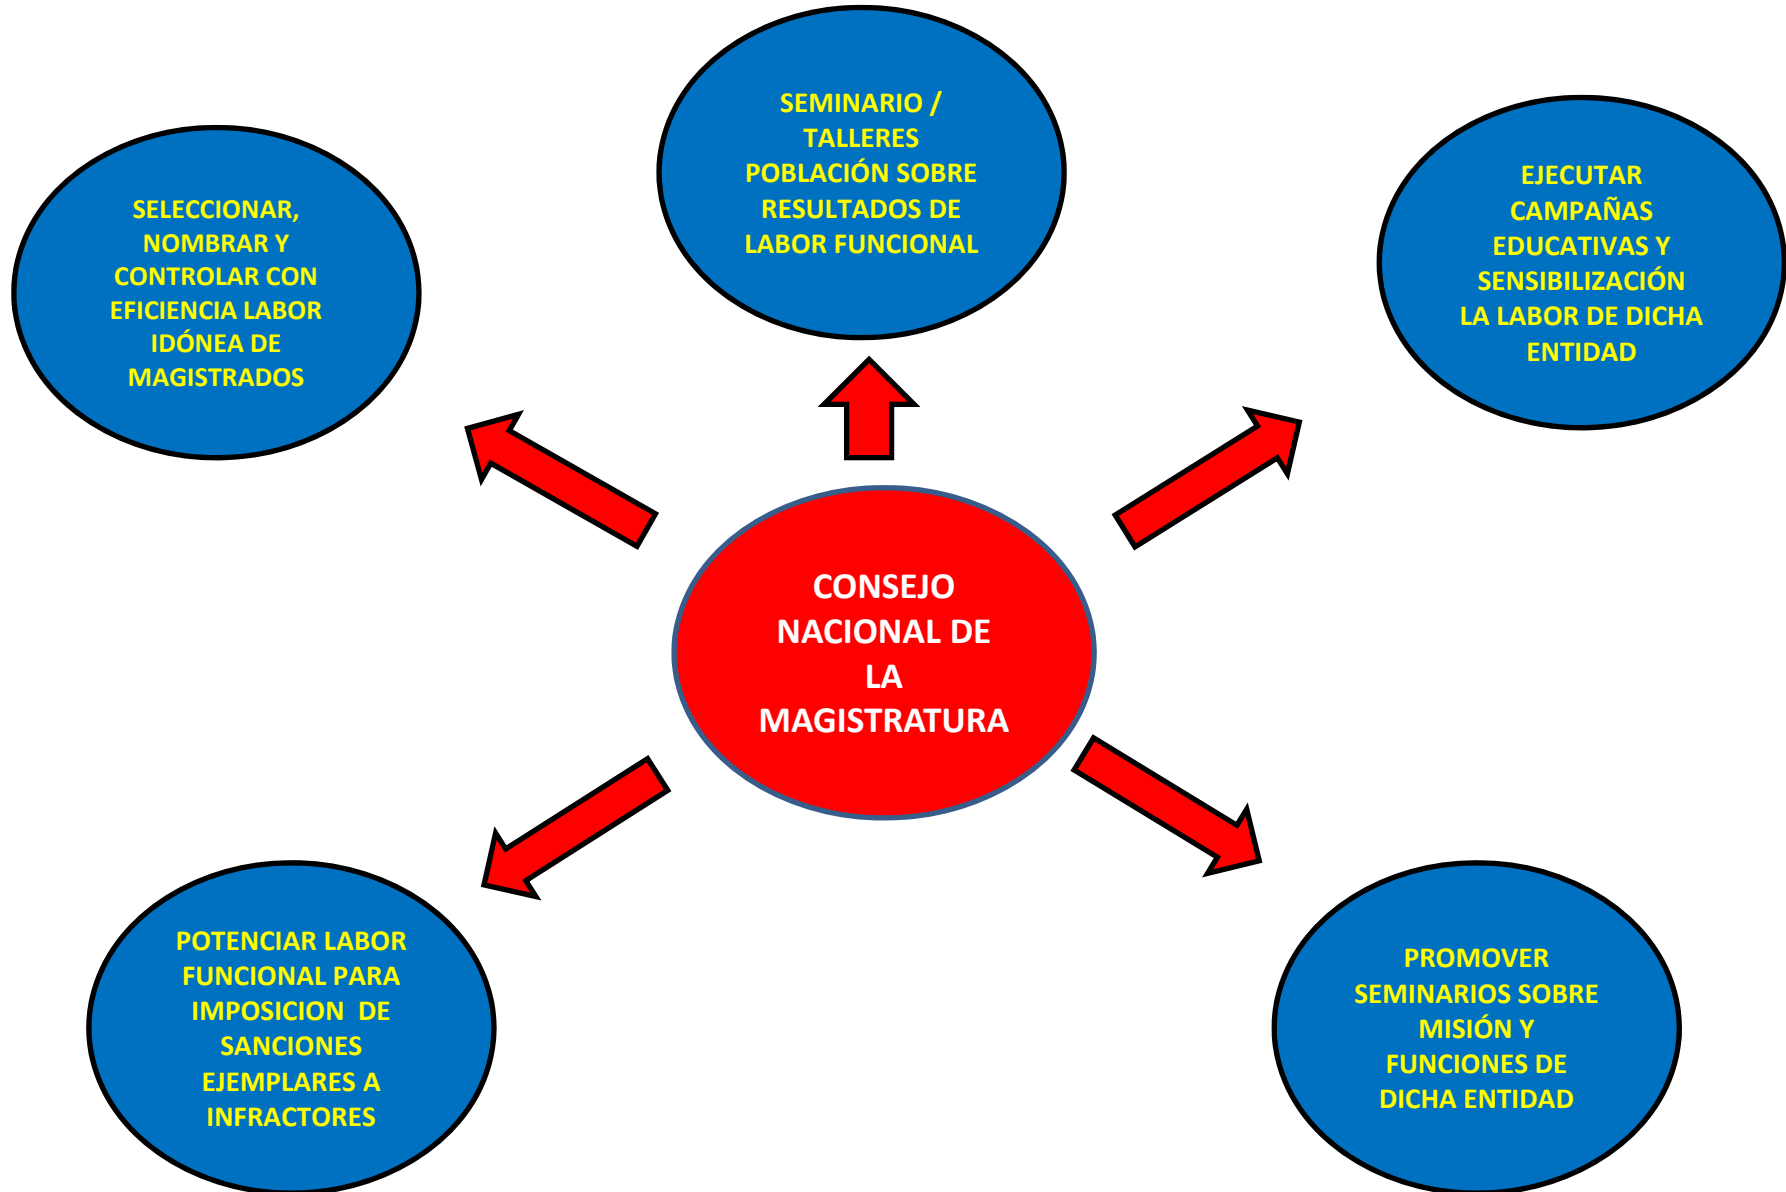 SEMINARIO /
TALLERES
POBLACIÓN SOBRE
RESULTADOS DE
LABOR FUNCIONAL
SELECCIONAR,
NOMBRAR Y
CONTROLAR CON
EFICIENCIA LABOR
IDÓNEA DE
MAGISTRADOS
EJECUTAR
CAMPAÑAS
EDUCATIVAS Y
SENSIBILIZACIÓN
LA LABOR DE DICHA
ENTIDAD
CONSEJO
NACIONAL DE
LA
MAGISTRATURA
POTENCIAR LABOR
FUNCIONAL PARA
IMPOSICION  DE
SANCIONES
EJEMPLARES A
INFRACTORES
PROMOVER
SEMINARIOS SOBRE
MISIÓN Y
FUNCIONES DE
DICHA ENTIDAD